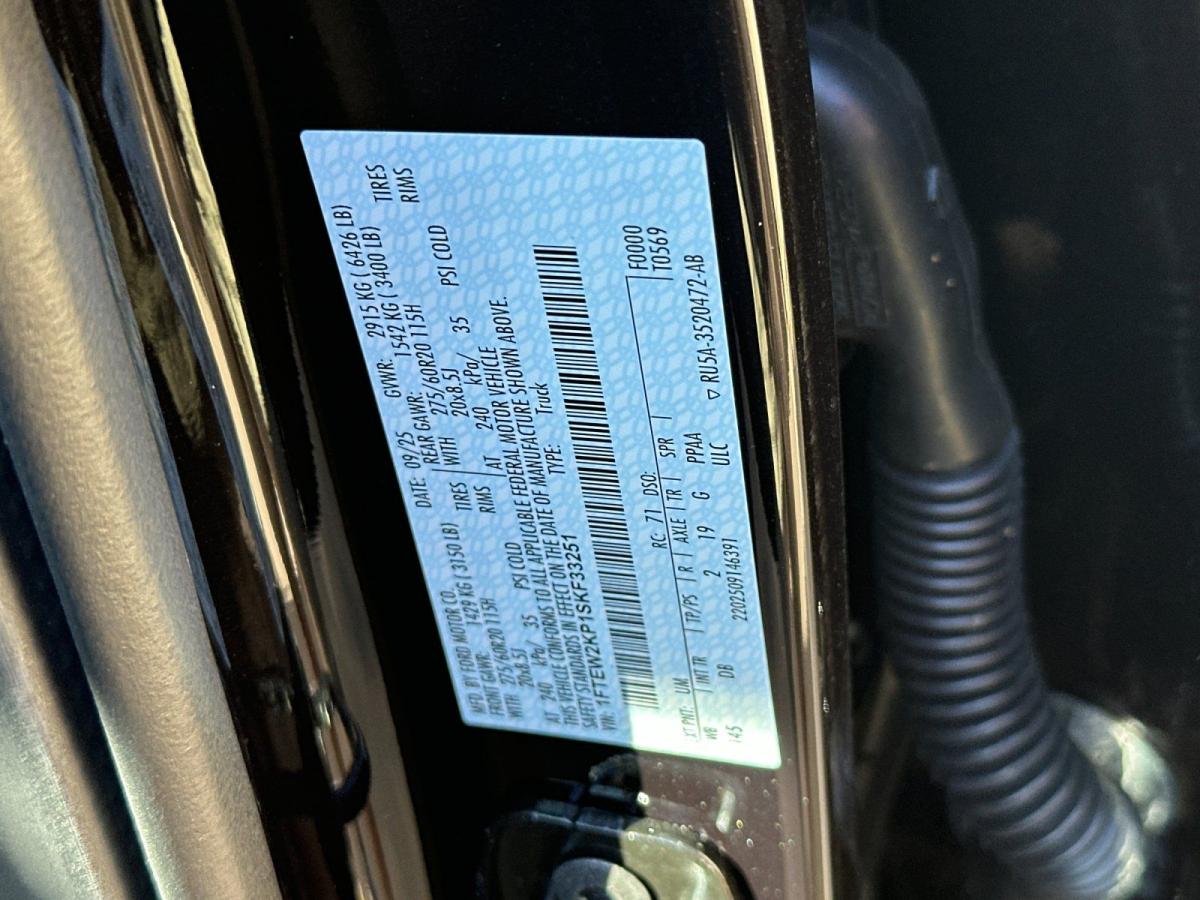 MFD. BY FORD MOTOR CO.
DATE: 09/25 GVWR: 2915 KG ( 6426 LB)
FRONT GAWR: 1429 KG ( 3150 LB) REAR GAWR: 1542 KG ( 3400 LB)
WITH 275/60R20 115H TIRES WITH 275/60R20 115H TIRES
20x8.5J RIMS 20x8.5J RIMS
AT 240 kPa/ 35 PSI COLD AT 240 kPa/ 35 PSI COLD
THIS VEHICLE CONFORMS TO ALL APPLICABLE FEDERAL MOTOR VEHICLE
SAFETY STANDARDS IN EFFECT ON THE DATE OF MANUFACTURE SHOWN ABOVE.
VIN: 1FTEW2KP1SKF33251 TYPE: Truck
EXT PNT: UM RC: 71 DSO: F0000
WB INT TR TP/PS R AXLE TR SPR T0569
145 DB 2 19 G PPAA
220250914639​1 ULC ▽ RU5A-3520472-AB